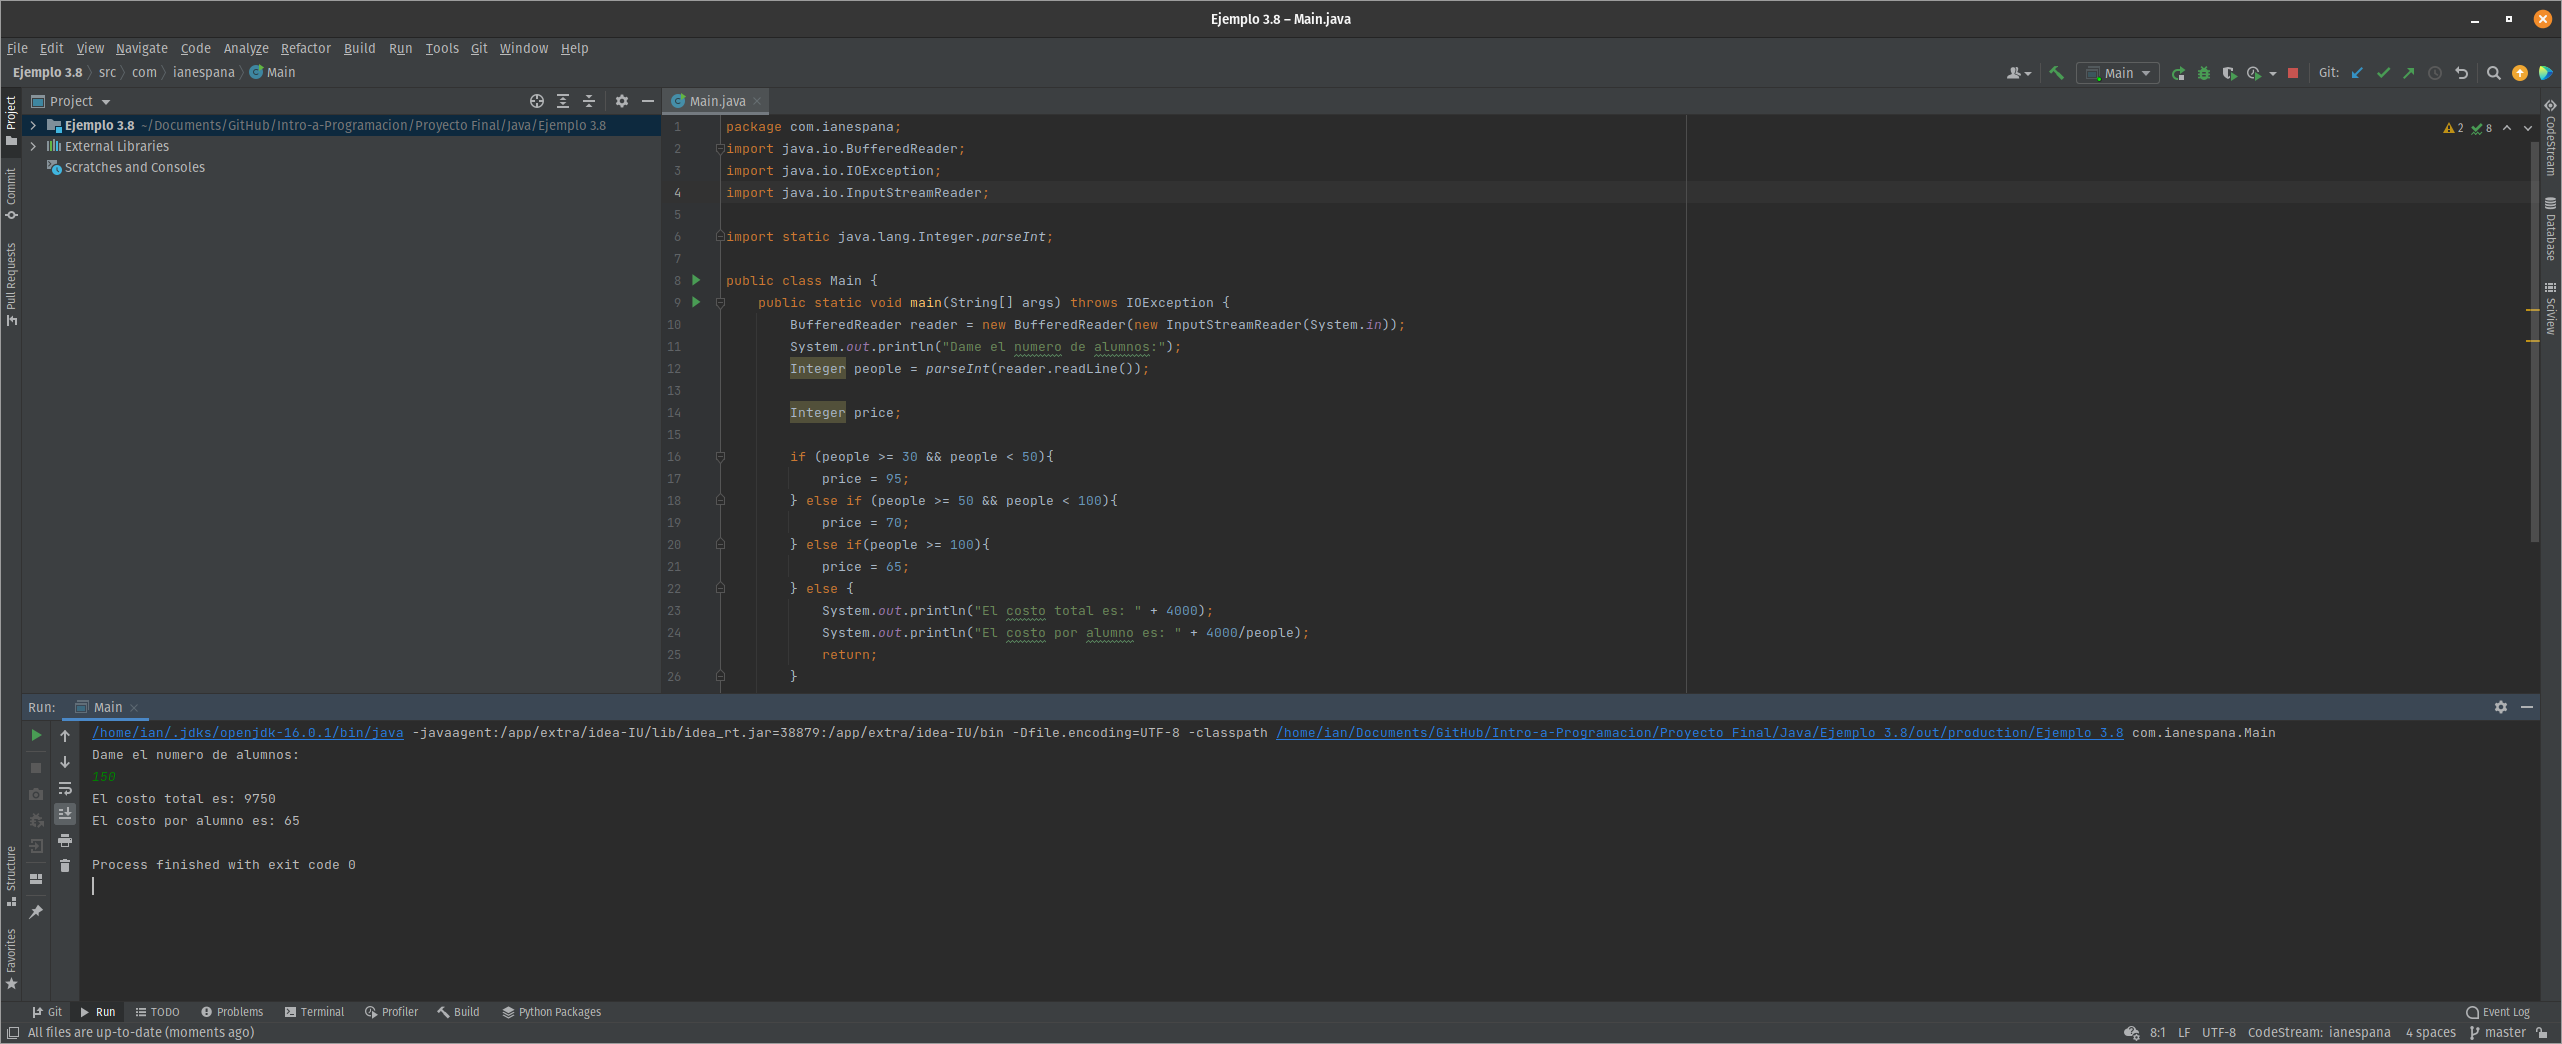 Ejemplo 3.8 – Main.java
File Edit View Navigate Code Analyze Refactor Build Run Tools Git Window Help
Ejemplo 3.8 src com ianespana Main
Main Git:
Project
Main.java
Ejemplo 3.8 ~/Documents/GitHub/Intro-a-Programacion/Proyecto Final/Java/Ejemplo 3.8
External Libraries
Scratches and Consoles
Project
Commit
Pull Requests
Structure
Favorites
2 8
1 package com.ianespana;
2 import java.io.BufferedReader;
3 import java.io.IOException;
4 import java.io.InputStreamReader;
5
6 import static java.lang.Integer.parseInt;
7
8 public class Main {
9 public static void main(String[] args) throws IOException {
10 BufferedReader reader = new BufferedReader(new InputStreamReader(System.in));
11 System.out.println("Dame el numero de alumnos:");
12 Integer people = parseInt(reader.readLine());
13
14 Integer price;
15
16 if (people >= 30 && people < 50){
17 price = 95;
18 } else if (people >= 50 && people < 100){
19 price = 70;
20 } else if(people >= 100){
21 price = 65;
22 } else {
23 System.out.println("El costo total es: " + 4000);
24 System.out.println("El costo por alumno es: " + 4000/people);
25 return;
26 }
CodeStream
Database
SciView
Run: Main
/home/ian/.jdks/openjdk-16.0.1/bin/java -javaagent:/app/extra/idea-IU/lib/idea_rt.jar=38879:/app/extra/idea-IU/bin -Dfile.encoding=UTF-8 -classpath /home/ian/Documents/GitHub/Intro-a-Programacion/Proyecto Final/Java/Ejemplo 3.8/out/production/Ejemplo 3.8 com.ianespana.Main
Dame el numero de alumnos:
150
El costo total es: 9750
El costo por alumno es: 65
Process finished with exit code 0
Git Run TODO Problems Terminal Profiler Build Python Packages Event Log
All files are up-to-date (moments ago) 8:1 LF UTF-8 CodeStream: ianespana 4 spaces master